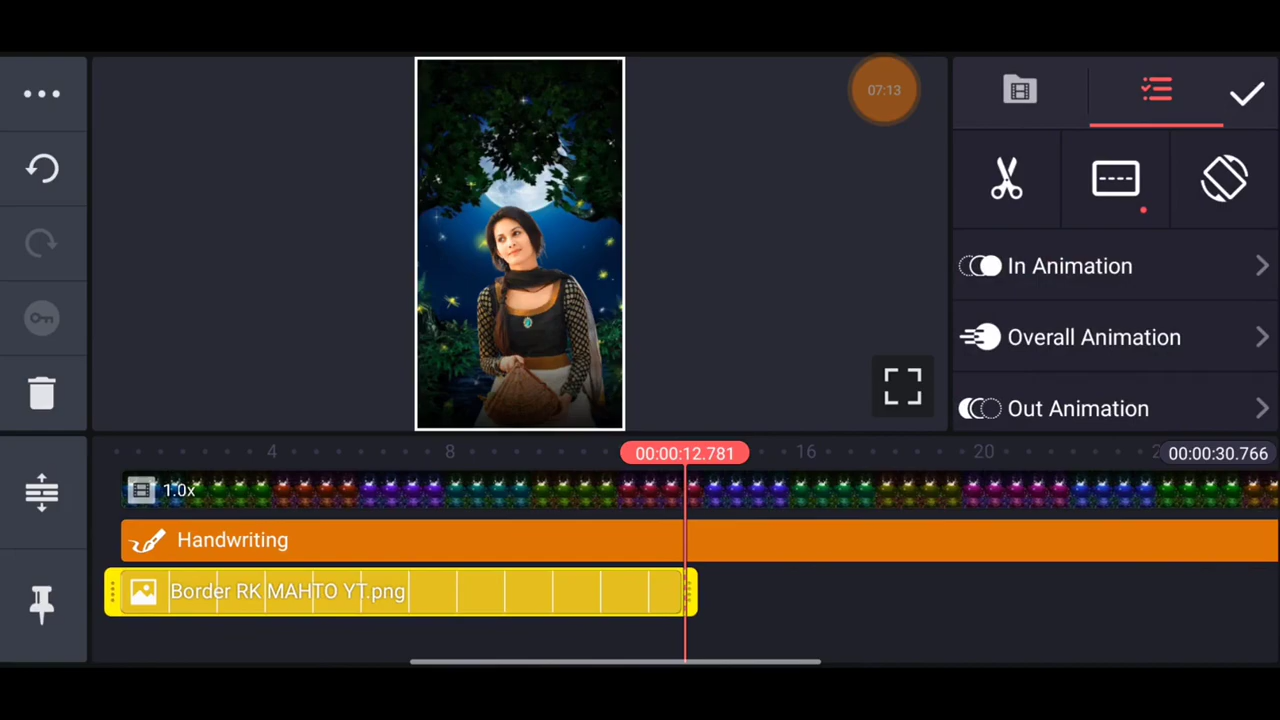 07:13
In Animation
Overall Animation
Out Animation
4
8
00:00:12.781
16
20
00:00:30.766
1.0x
Handwriting
Border RK MAHTO YT.png